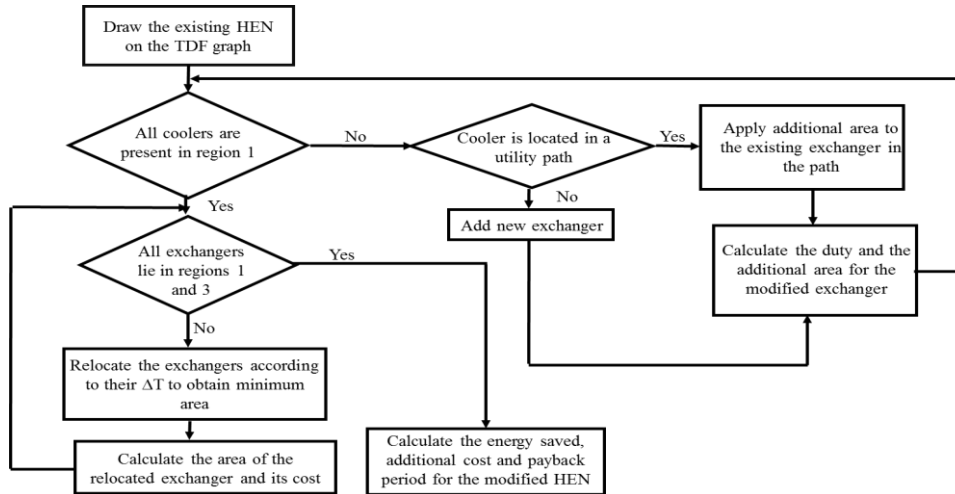 Draw the existing HEN
on the TDF graph
All coolers are
present in region 1
No
Cooler is located in a
utility path
Yes
Apply additional area to
the existing exchanger in
the path
Yes
No
Add new exchanger
Calculate the duty and the
additional area for the
modified exchanger
All exchangers
lie in regions 1
and 3
Yes
No
Relocate the exchangers according
to their ΔT to obtain minimum
area
Calculate the area of the
relocated exchanger and its cost
Calculate the energy saved,
additional cost and payback
period for the modified HEN